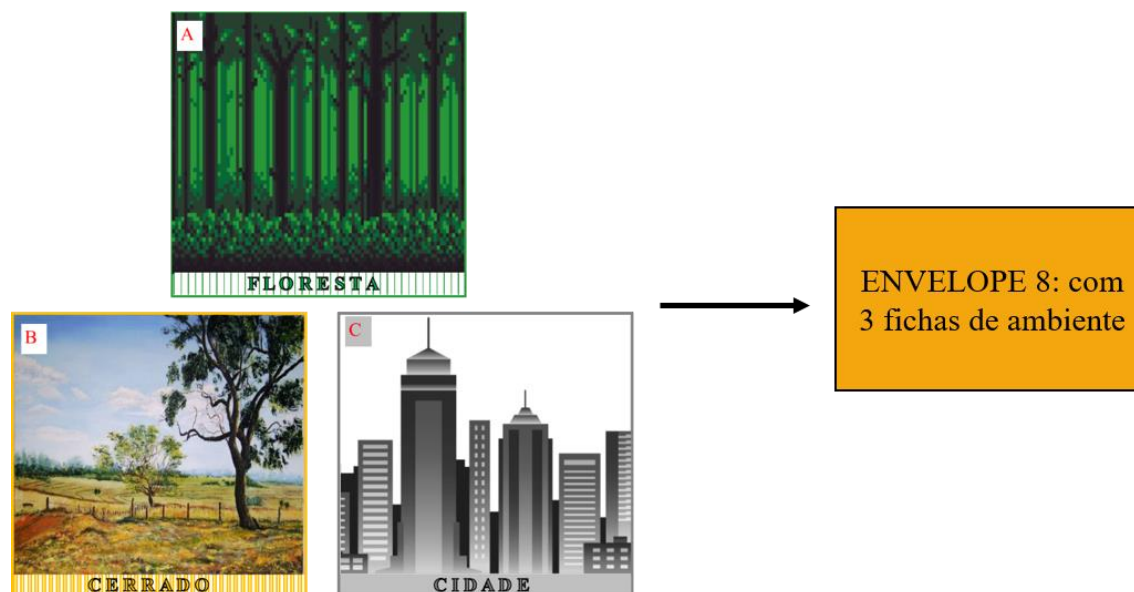 A
FLORESTA
B
CERRADO
C
CIDADE
ENVELOPE 8: com
3 fichas de ambiente